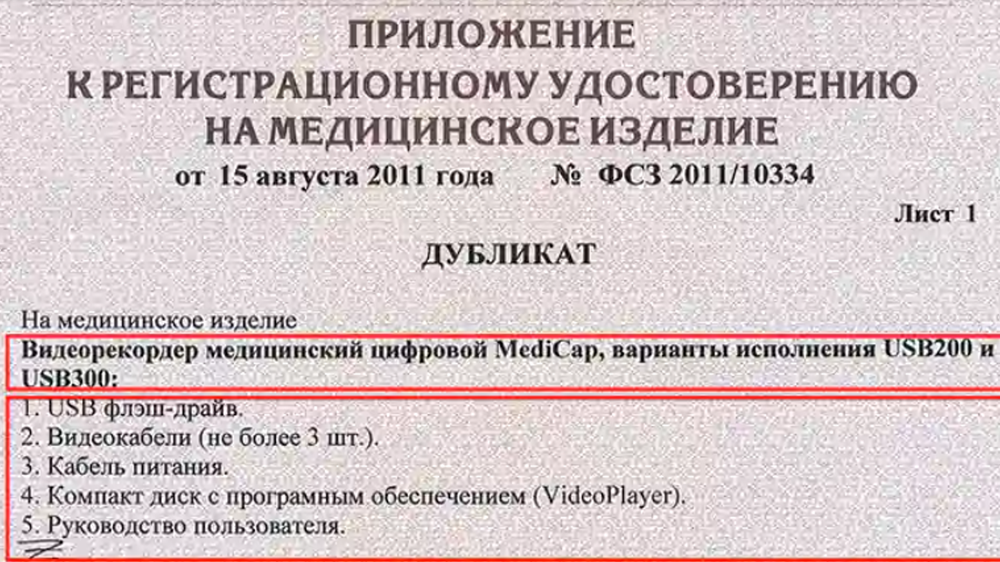 ПРИЛОЖЕНИЕ
К РЕГИСТРАЦИОННОМУ УДОСТОВЕРЕНИЮ
НА МЕДИЦИНСКОЕ ИЗДЕЛИЕ
от 15 августа 2011 года № ФСЗ 2011/10334
Лист 1
ДУБЛИКАТ
На медицинское изделие
Видеорекордер медицинский цифровой MediCap, варианты исполнения USB200 и
USB300:
1. USB флэш-драйв.
2. Видеокабели (не более 3 шт.).
3. Кабель питания.
4. Компакт диск с програмным обеспечением (VideoPlayer).
5. Руководство пользователя.